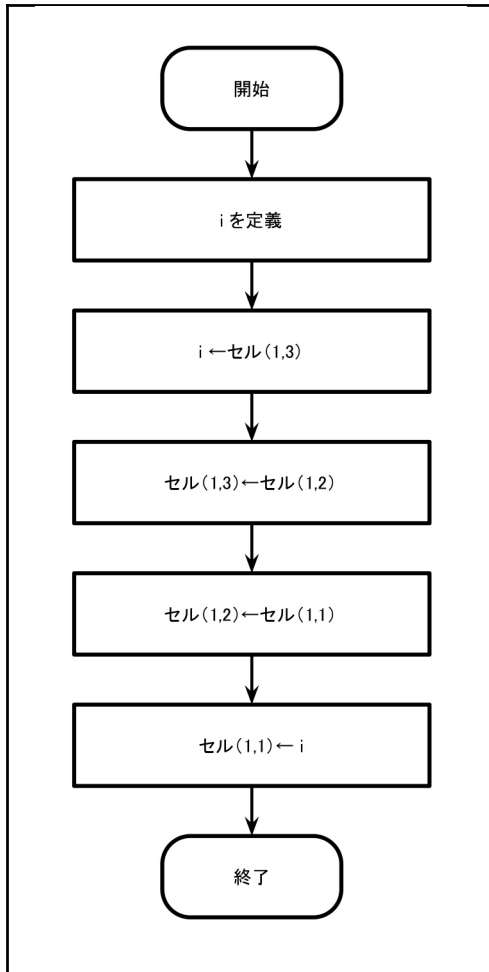 開始
iを定義
i←セル(1,3)
セル(1,3)←セル(1,2)
セル(1,2)←セル(1,1)
セル(1,1)←i
終了